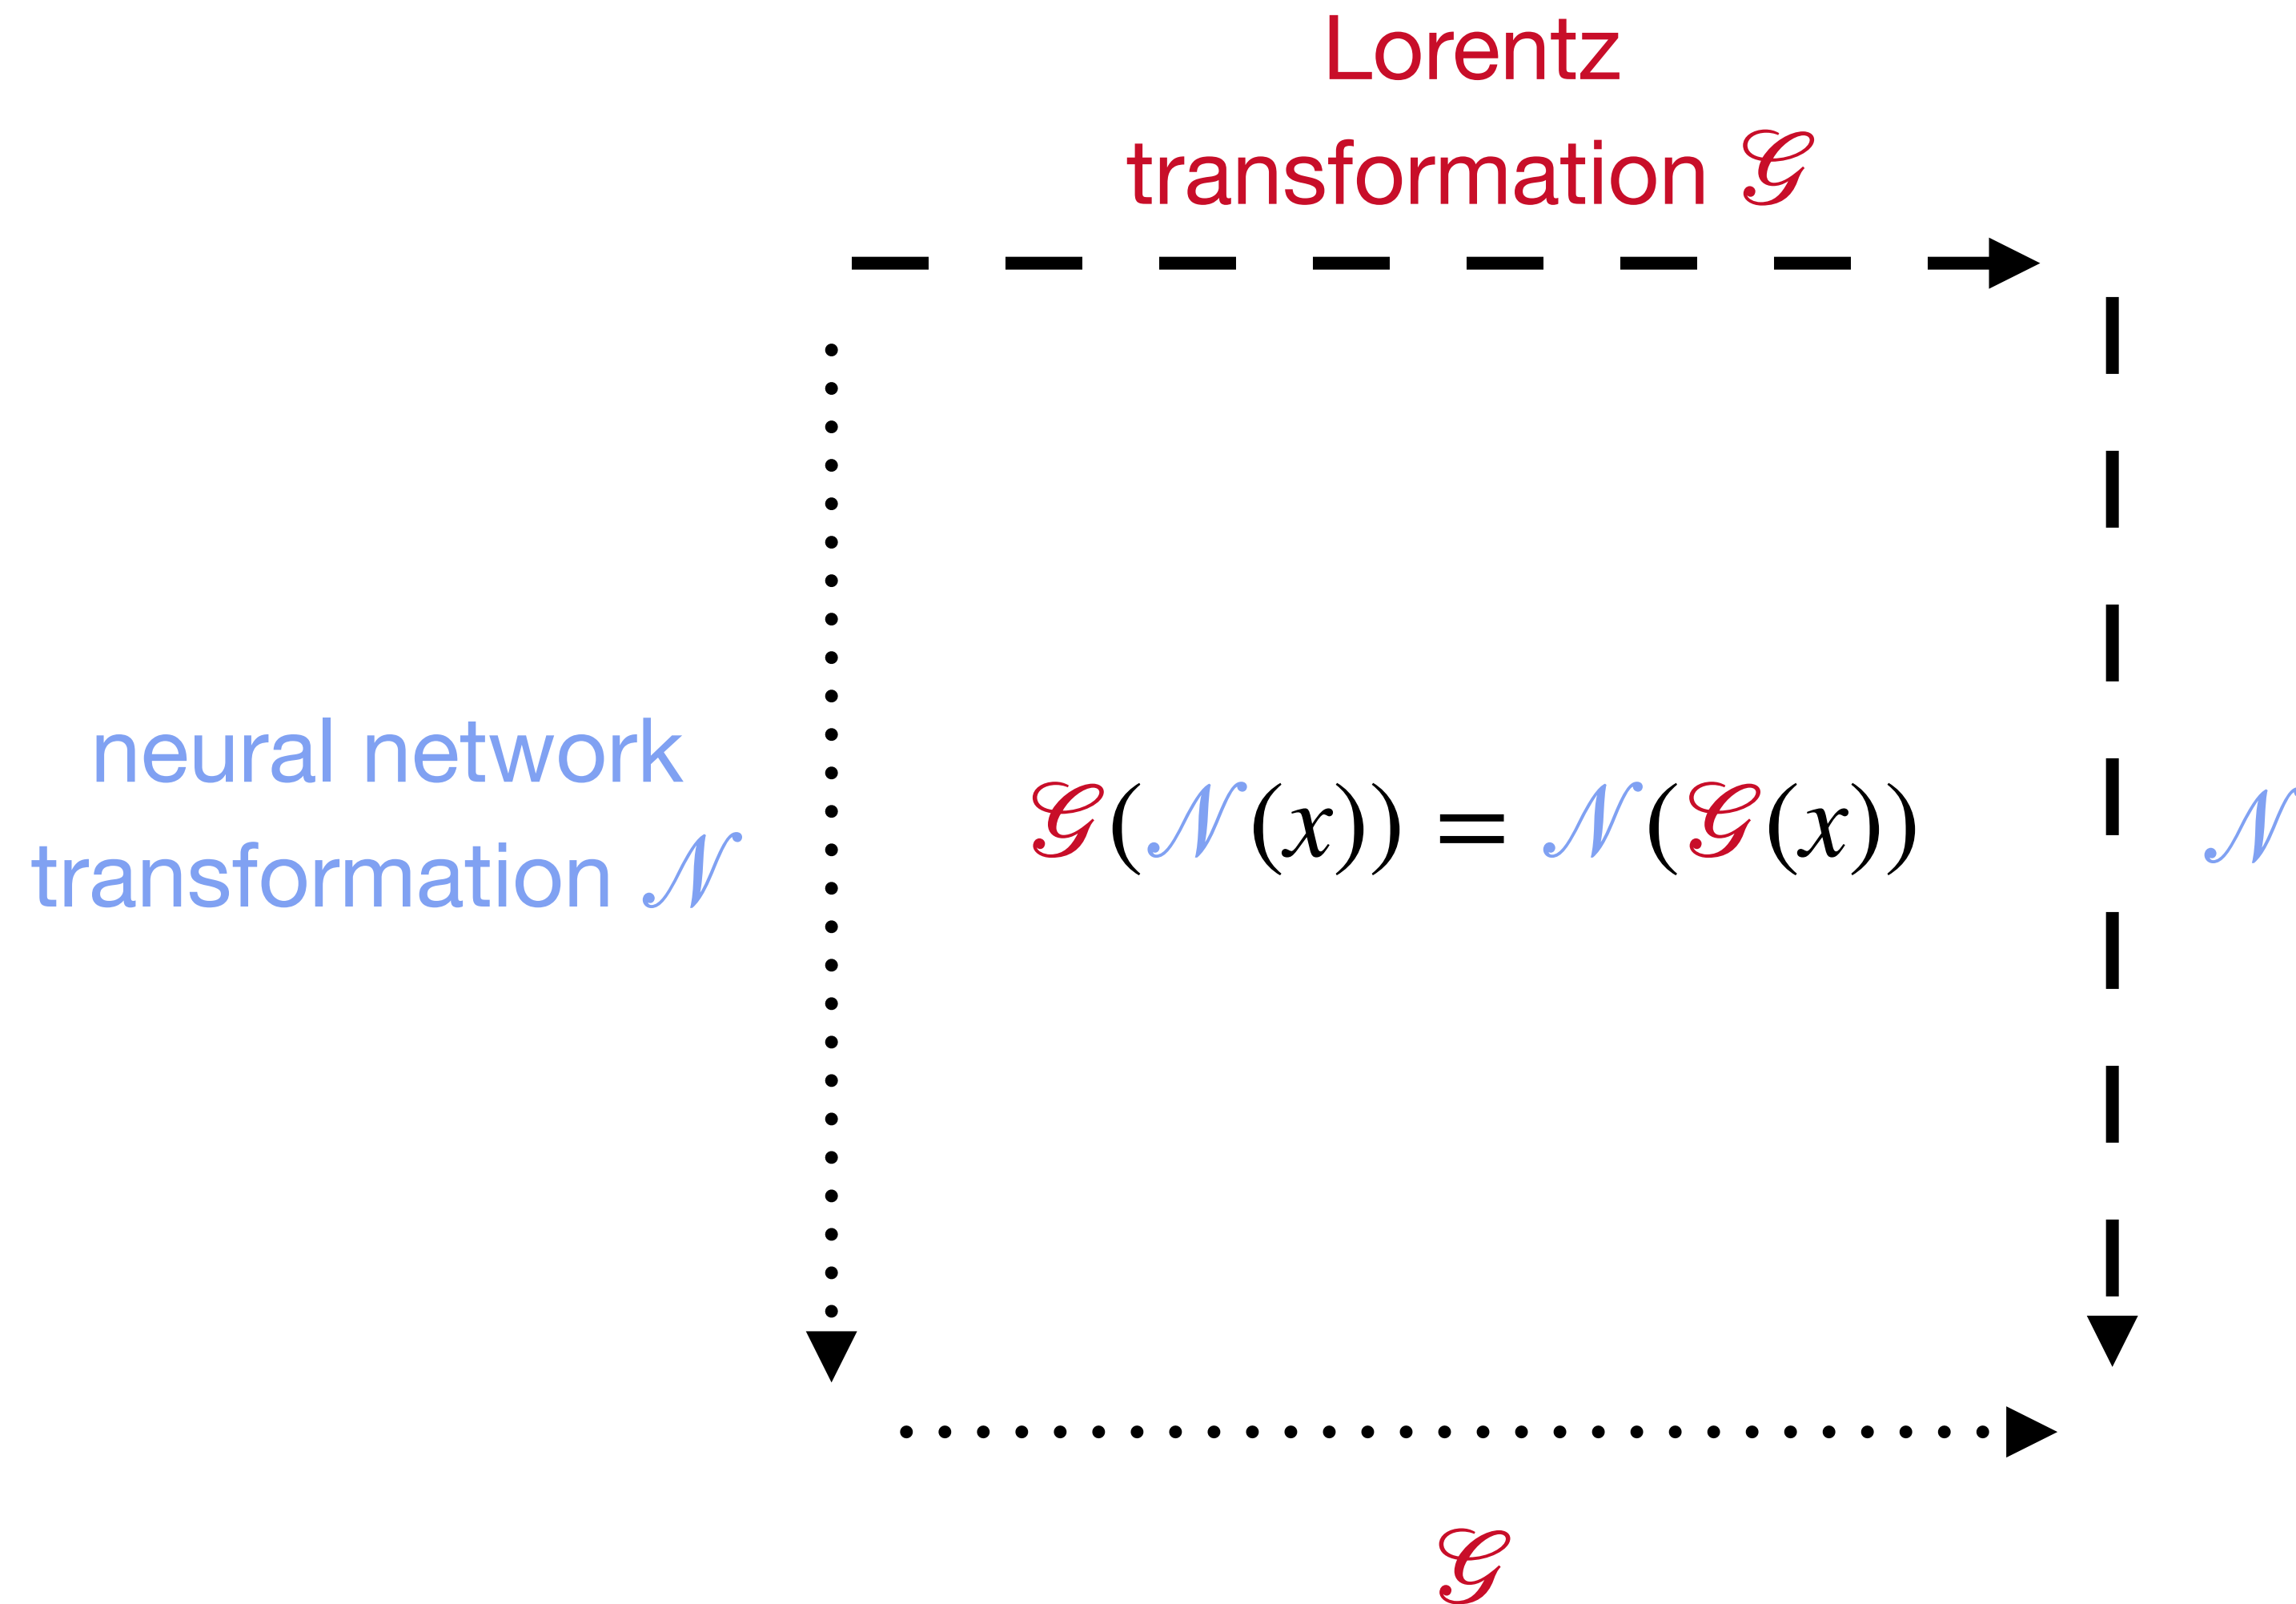 Lorentz
transformation 𝒢
neural network
transformation 𝒩
𝒢(𝒩(x)) = 𝒩(𝒢(x))
𝒩
𝒢